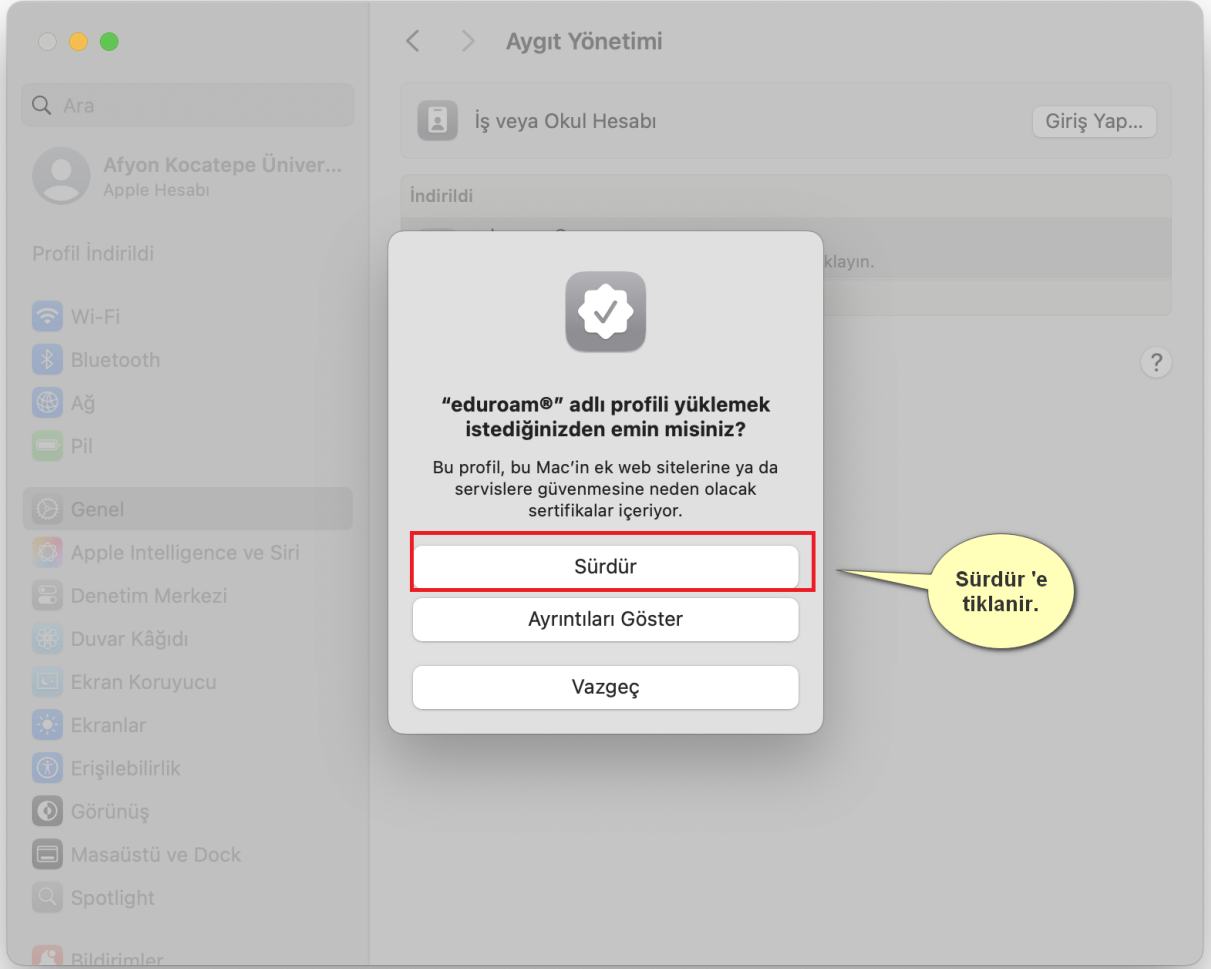 Aygıt Yönetimi
Ara
Afyon Kocatepe Üniver...
Apple Hesabı
Profil İndirildi
Wi-Fi
Bluetooth
Ağ
Pil
Genel
Apple Intelligence ve Siri
Denetim Merkezi
Duvar Kâğıdı
Ekran Koruyucu
Ekranlar
Erişilebilirlik
Görünüş
Masaüstü ve Dock
Spotlight
Bildirimler
İş veya Okul Hesabı
Giriş Yap...
İndirildi
klayın.
?
“eduroam®” adlı profili yüklemek
istediğinizden emin misiniz?
Bu profil, bu Mac’in ek web sitelerine ya da
servislere güvenmesine neden olacak
sertifikalar içeriyor.
Sürdür
Ayrıntıları Göster
Vazgeç
Sürdür 'e
tiklanir.